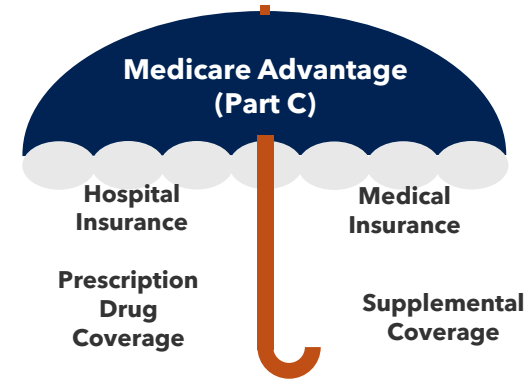 Medicare Advantage
(Part C)
Hospital
Insurance
Medical
Insurance
Prescription
Drug
Coverage
Supplemental
Coverage